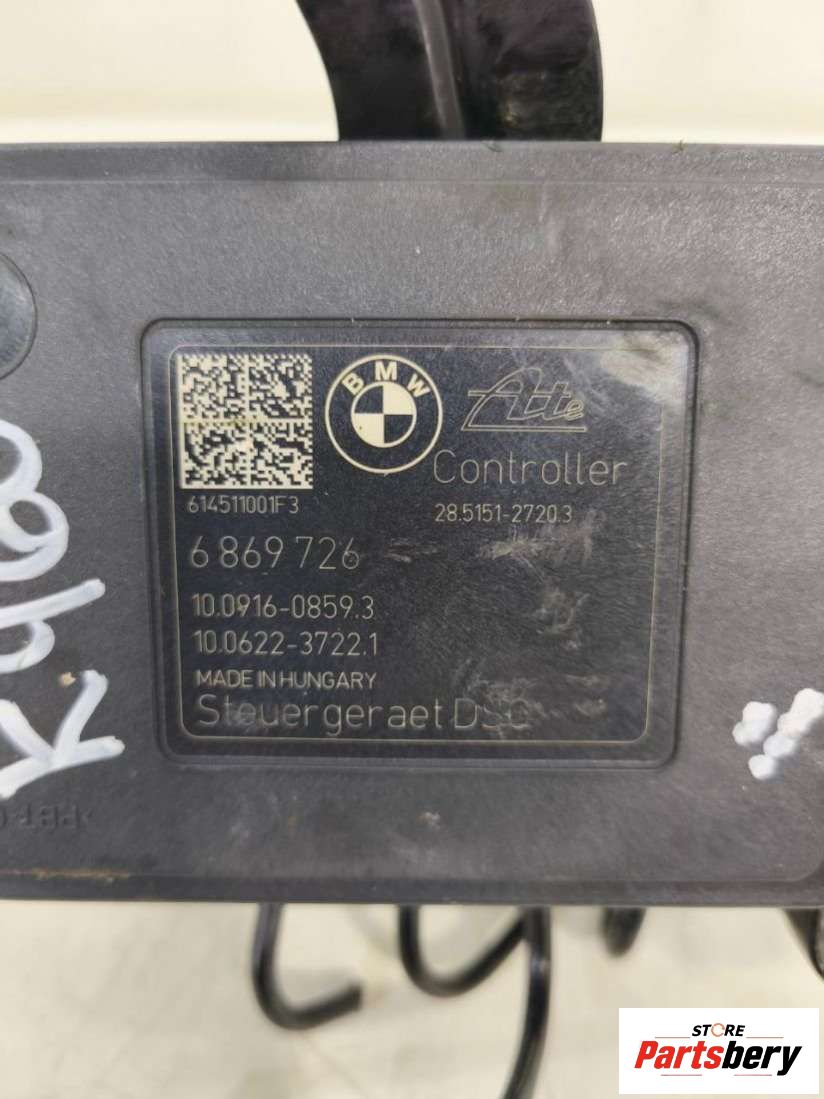 BMW
Ate
Controller
614511001F3
28.5151-2720.3
6 869 726
10.0916-0859.3
10.0622-3722.1
MADE IN HUNGARY
Steuergeraet DSC
STORE
Partsbery